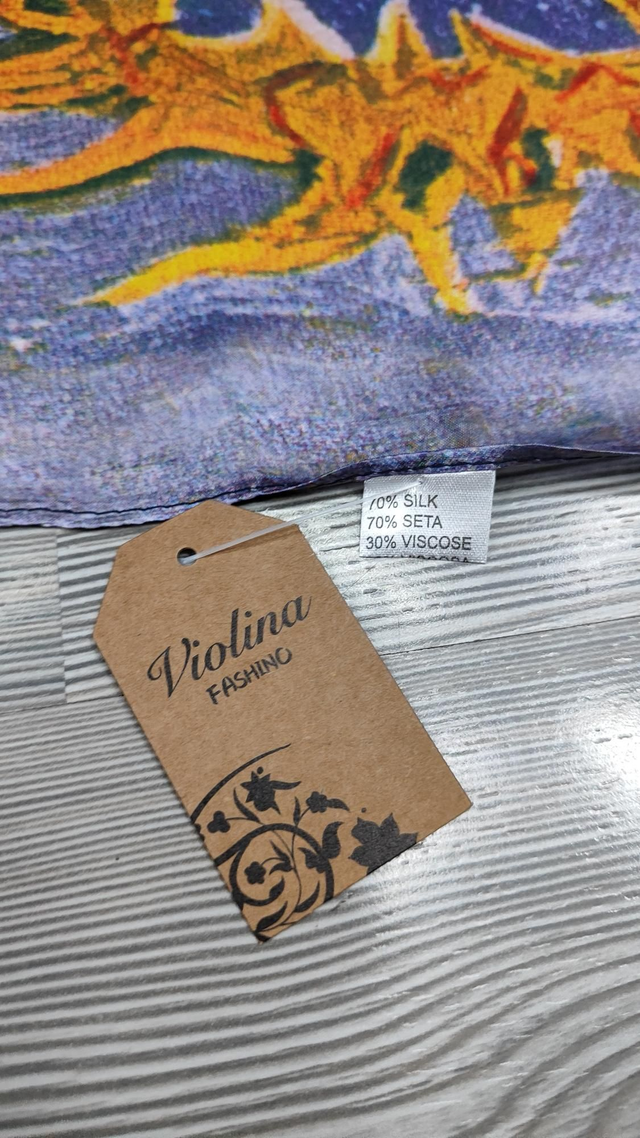 70% SILK
70% SETA
30% VISCOSE
Violina
FASHINO